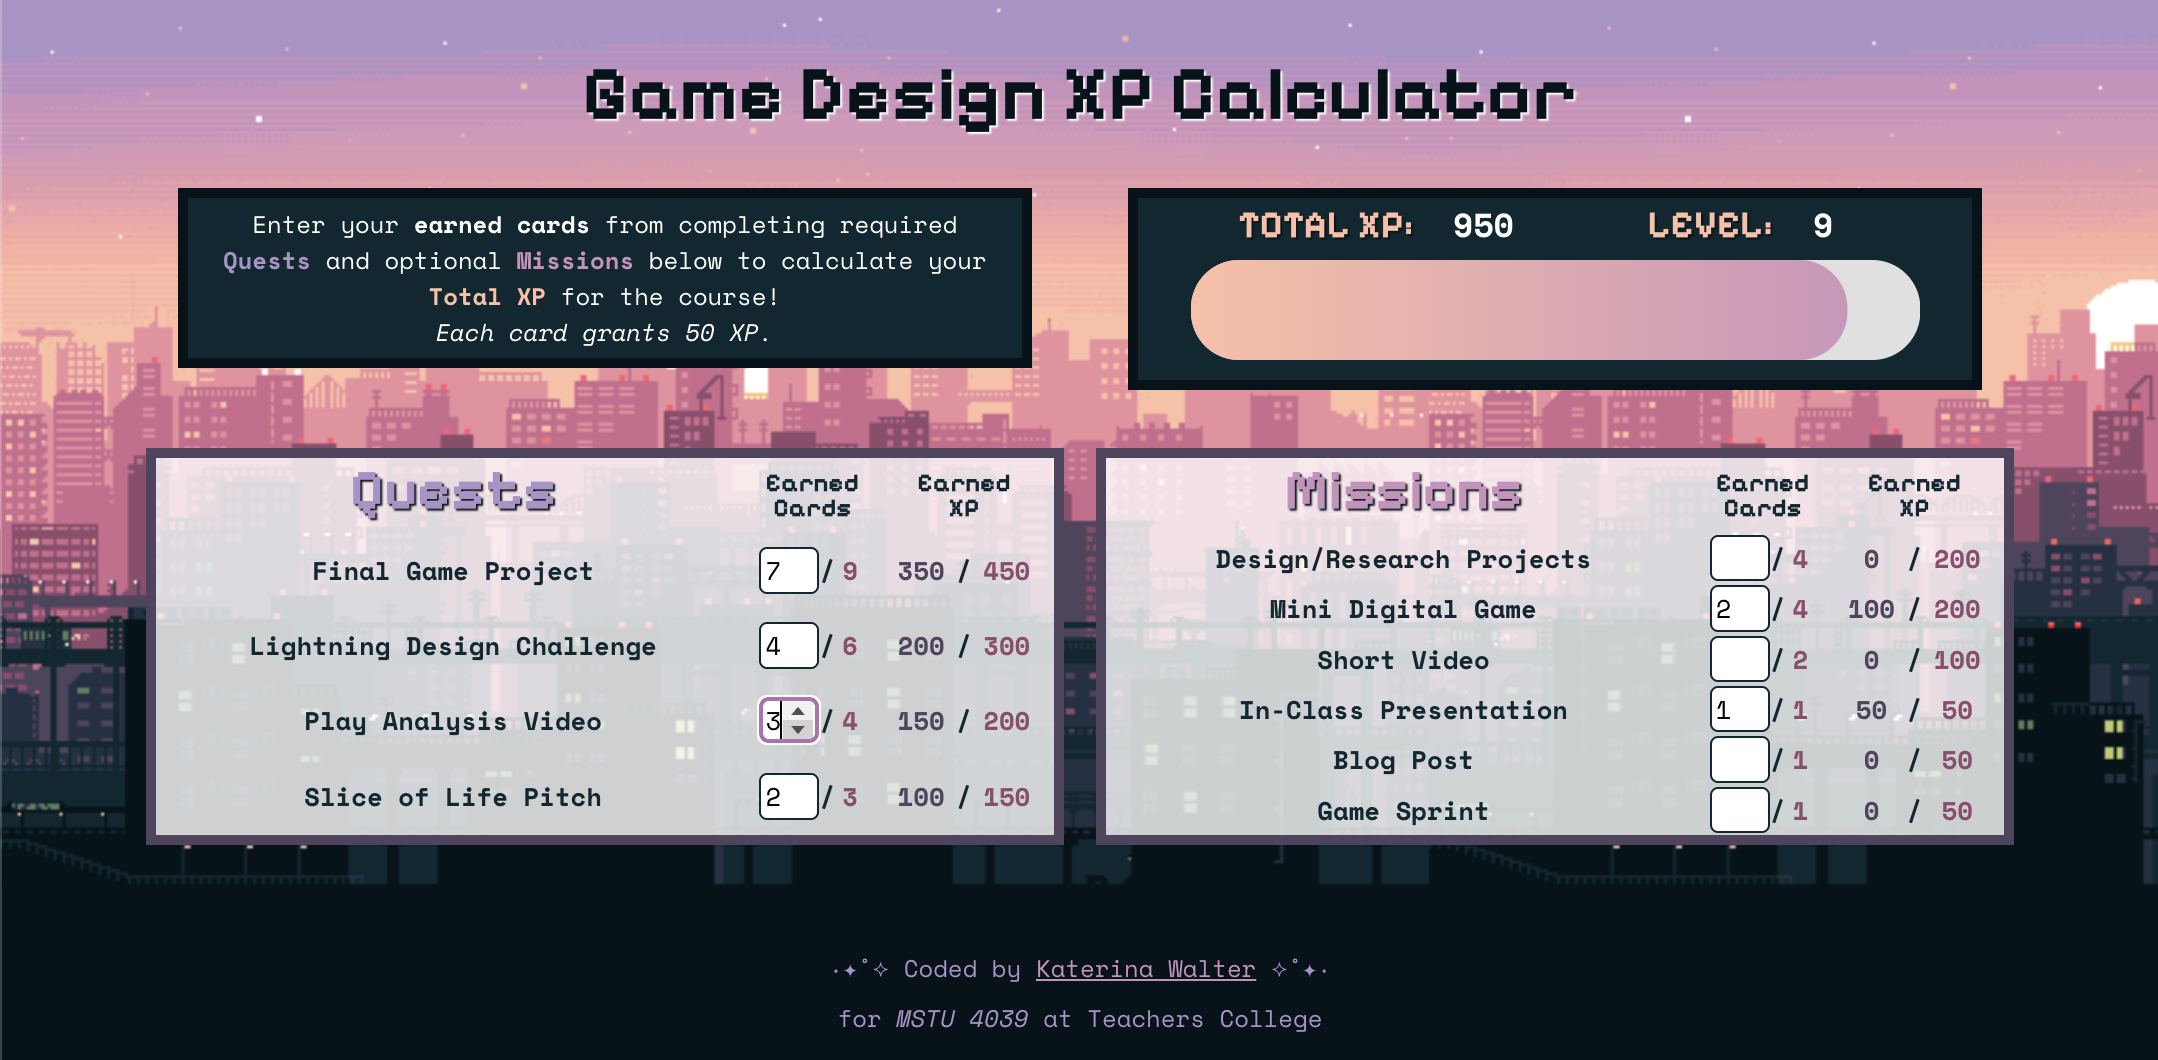 Game Design XP Calculator
Enter your earned cards from completing required
Quests and optional Missions below to calculate your
Total XP for the course!
Each card grants 50 XP.
TOTAL XP: 950 LEVEL: 9
Quests Earned Cards Earned XP
Final Game Project 7 / 9 350 / 450
Lightning Design Challenge 4 / 6 200 / 300
Play Analysis Video 3 / 4 150 / 200
Slice of Life Pitch 2 / 3 100 / 150
Missions Earned Cards Earned XP
Design/Research Projects / 4 0 / 200
Mini Digital Game 2 / 4 100 / 200
Short Video / 2 0 / 100
In-Class Presentation 1 / 1 50 / 50
Blog Post / 1 0 / 50
Game Sprint / 1 0 / 50
·✦˚✧ Coded by Katerina Walter ✧˚✦·
for MSTU 4039 at Teachers College